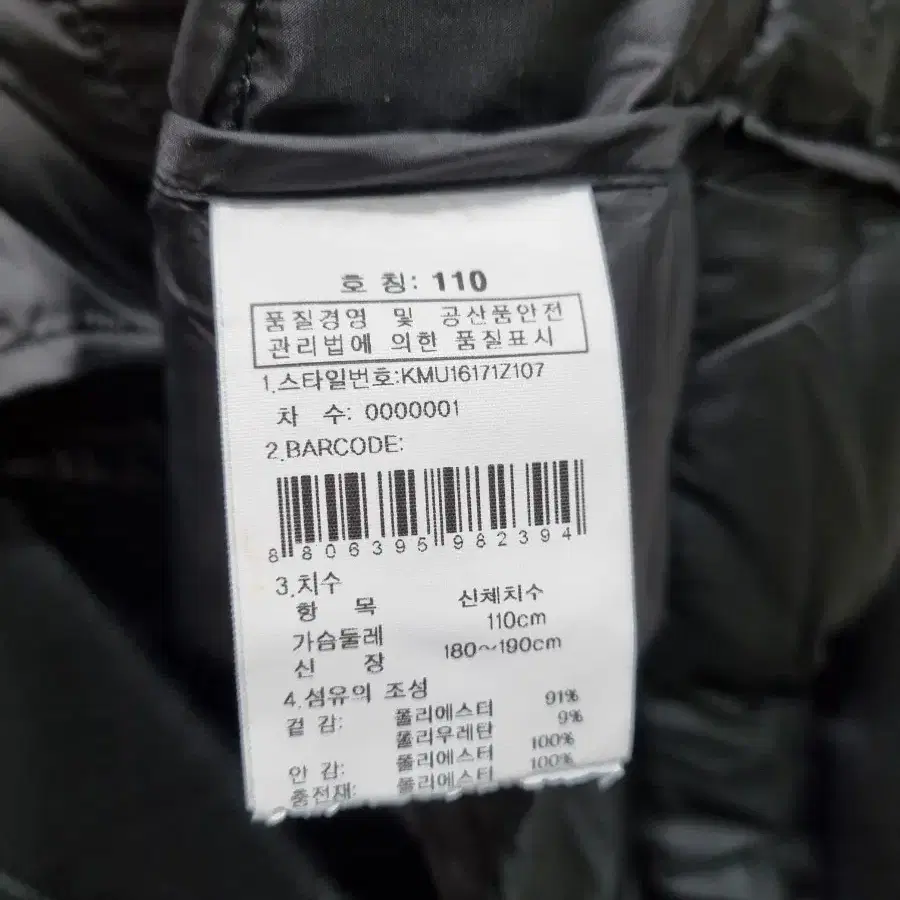 호 칭: 110
품질경영 및 공산품안전
관리법에 의한 품질표시
1.스타일번호:KMU16171Z107
차 수: 0000001
2.BARCODE:
8 806395 982394
3.치수
항 목 신체치수
가슴둘레 110cm
신 장 180~190cm
4.섬유의 조성
겉 감: 폴리에스터 91%
폴리우레탄 9%
안 감: 폴리에스터 100%
충전재: 폴리에스터 100%